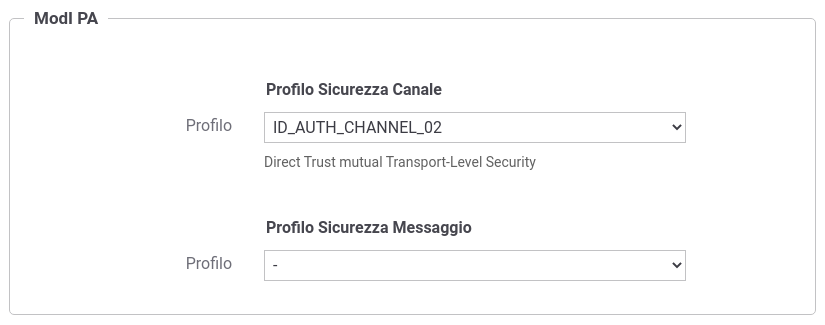 ModI PA
Profilo Sicurezza Canale
Profilo ID_AUTH_CHANNEL_02
Direct Trust mutual Transport-Level Security
Profilo Sicurezza Messaggio
Profilo -